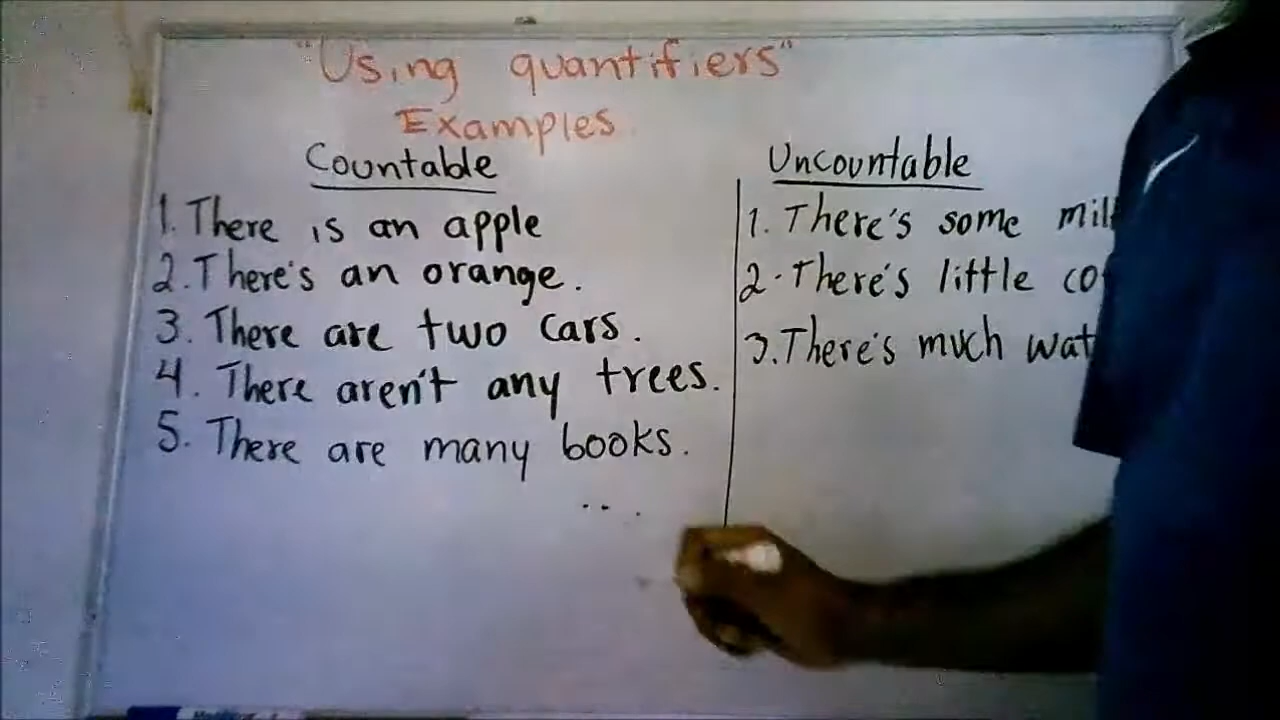 "Using quantifiers"
Examples
Countable
1. There is an apple
2. There's an orange.
3. There are two cars.
4. There aren't any trees.
5. There are many books.
...
Uncountable
1. There's some
2. There's little
3. There's much